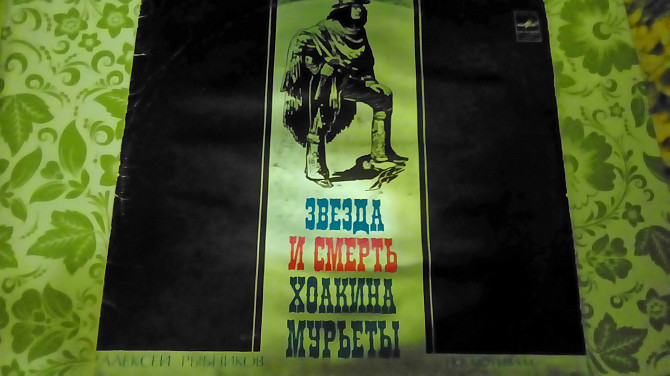 ЗВЕЗДА
И СМЕРТЬ
ХОАКИНА
МУРЬЕТЫ
АЛЕКСЕЙ РЫБНИКОВ